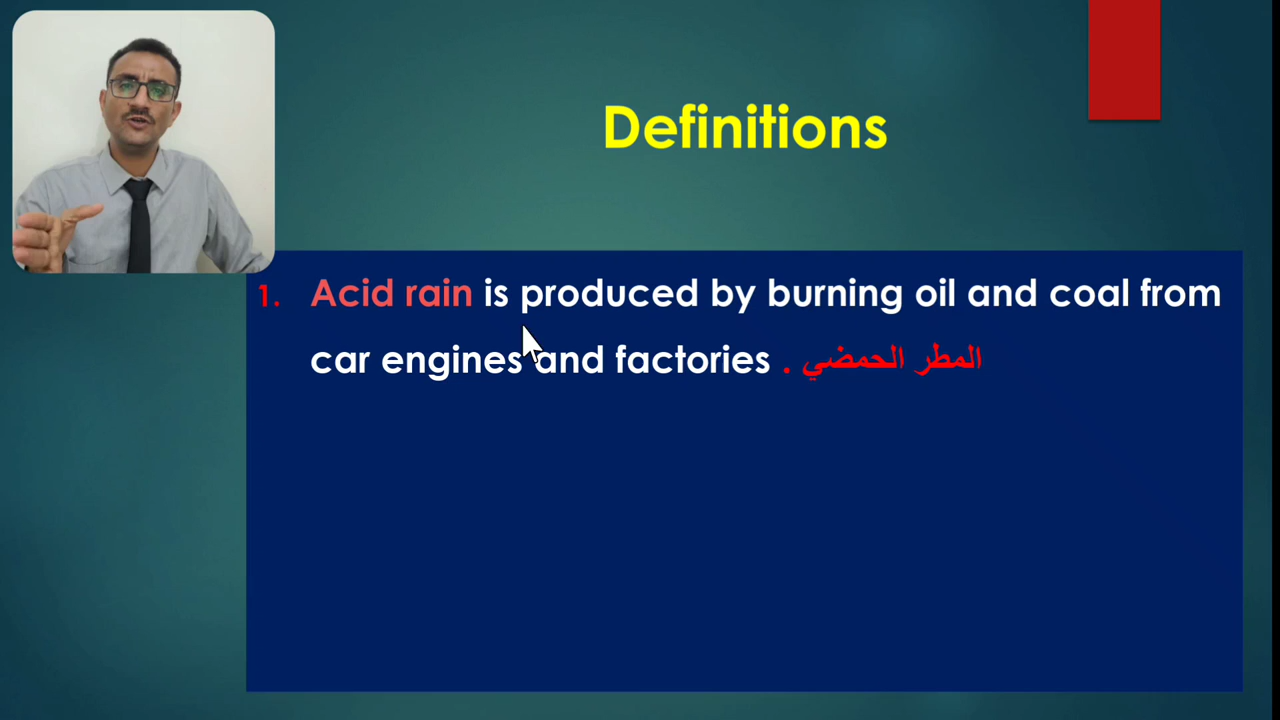 Definitions
1. Acid rain is produced by burning oil and coal from
car engines and factories . المطر الحمضي